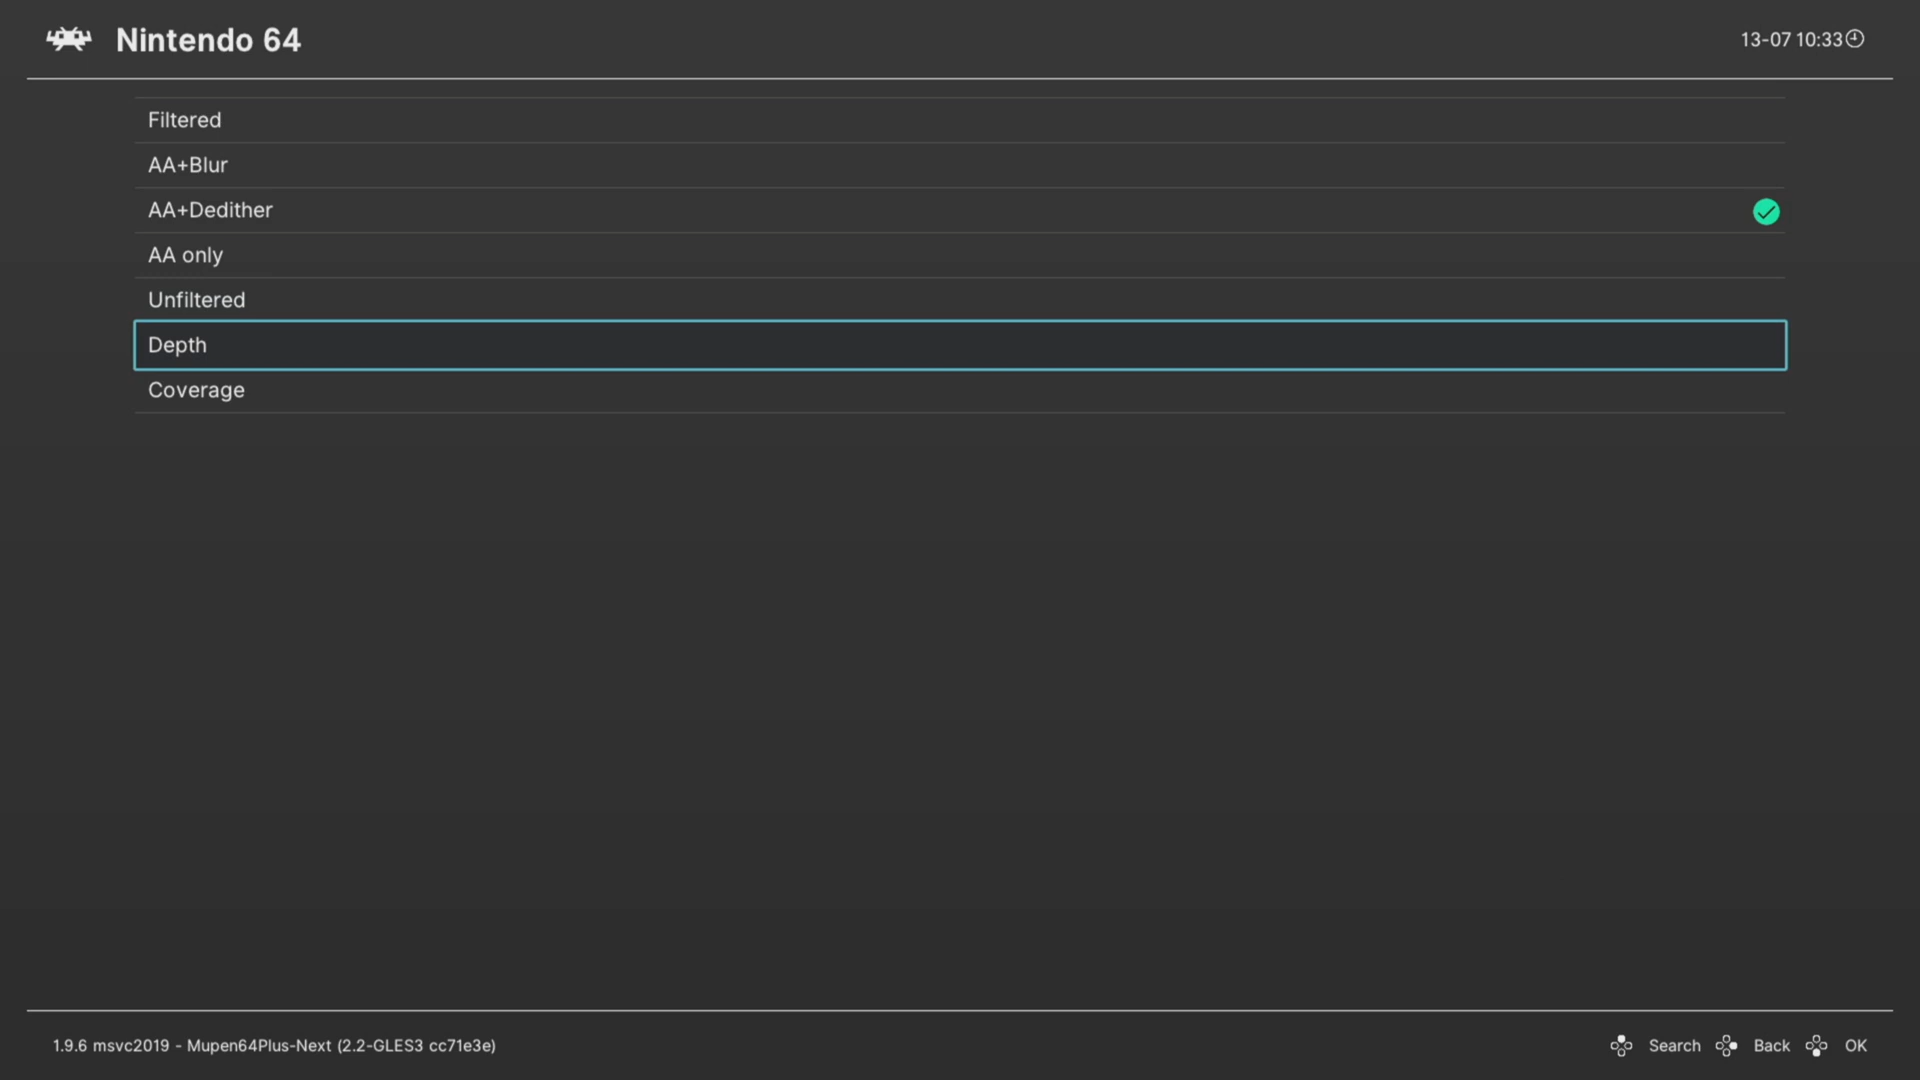 Nintendo 64
13-07 10:33
Filtered
AA+Blur
AA+Dedither
AA only
Unfiltered
Depth
Coverage
1.9.6 msvc2019 - Mupen64Plus-Next (2.2-GLES3 cc71e3e)
Search Back OK